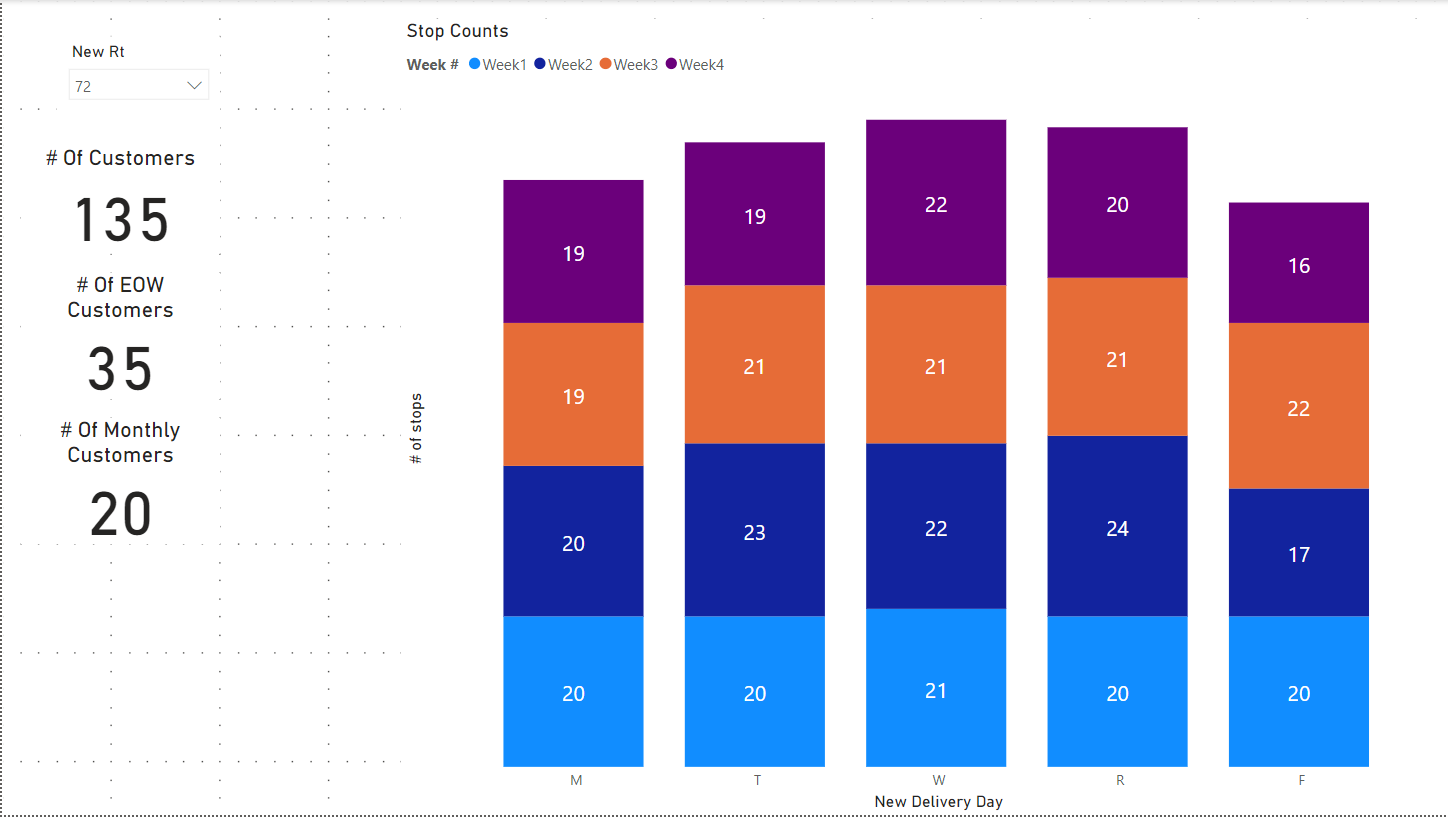 New Rt
72
# Of Customers
135
# Of EOW
Customers
35
# Of Monthly
Customers
20
Stop Counts
Week # Week1 Week2 Week3 Week4
# of stops
19 19 22 20 16
19 21 21 21 22
20 23 22 24 17
20 20 21 20 20
M T W R F
New Delivery Day